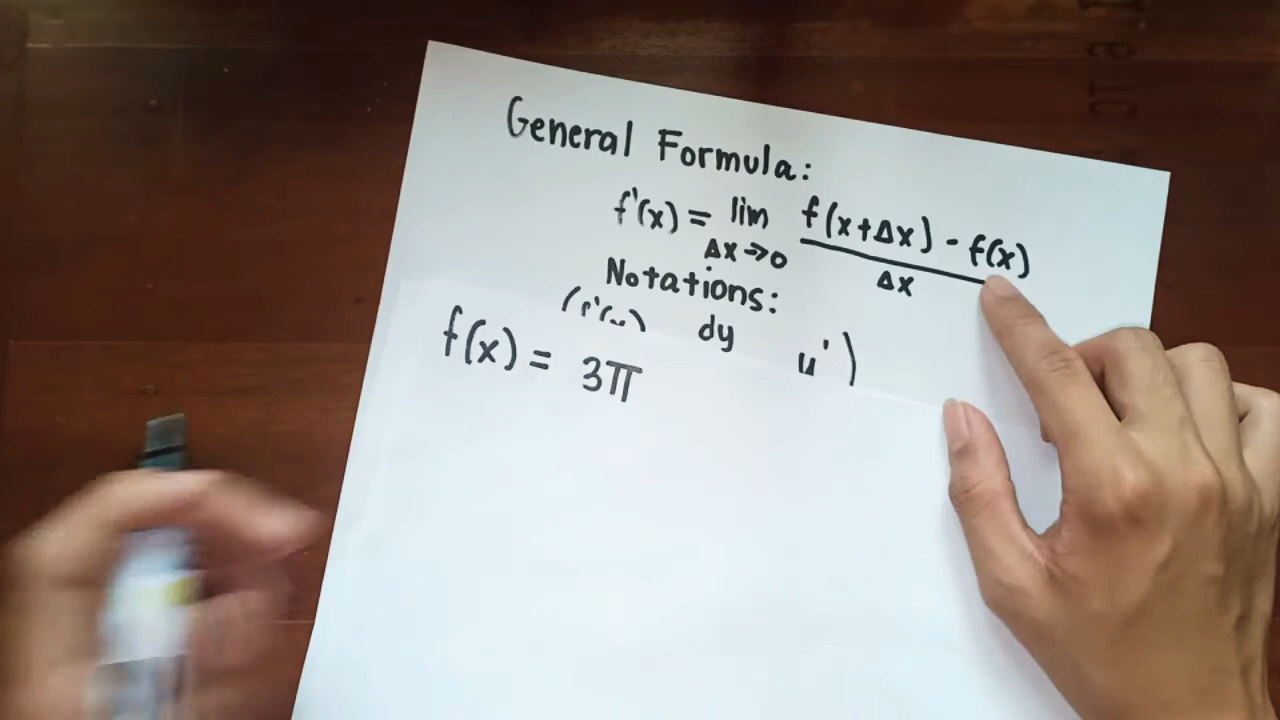 General Formula:
f'(x) = lim f(x+Δx) - f(x)
Δx→0 Δx
Notations:
dy u' )
f(x) = 3π